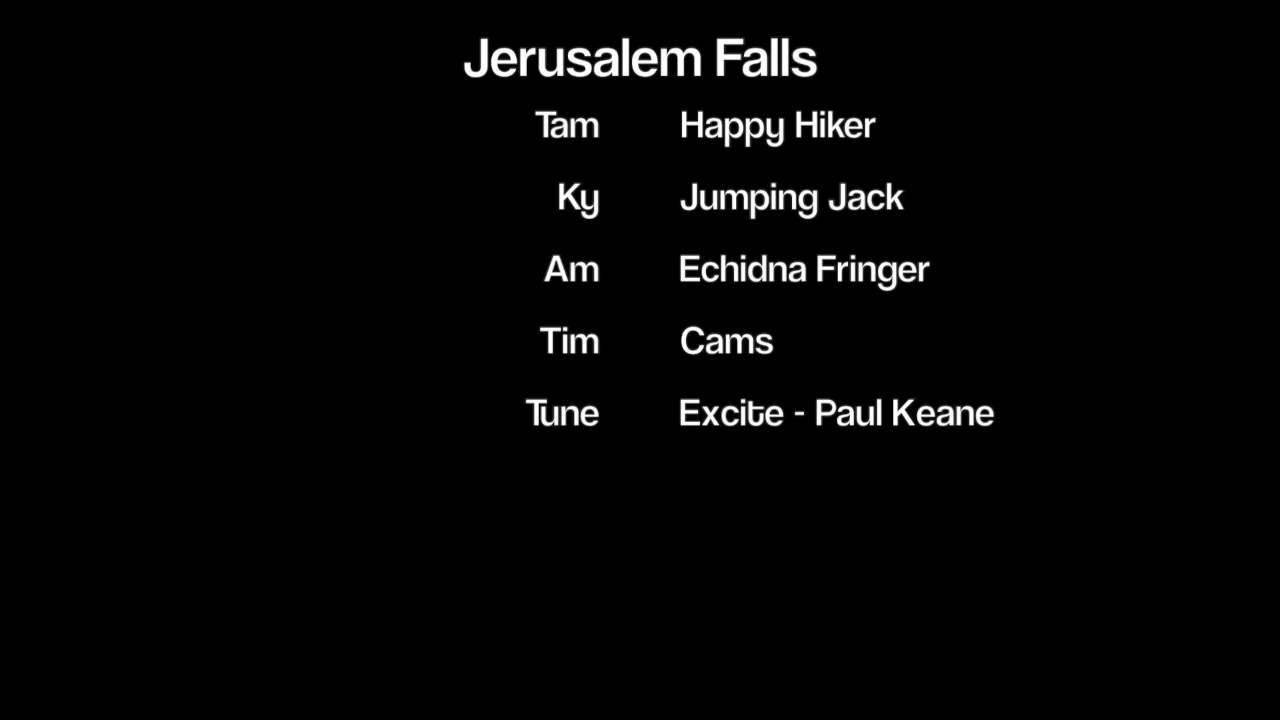 Jerusalem Falls
Tam Happy Hiker
Ky Jumping Jack
Am Echidna Fringer
Tim Cams
Tune Excite - Paul Keane